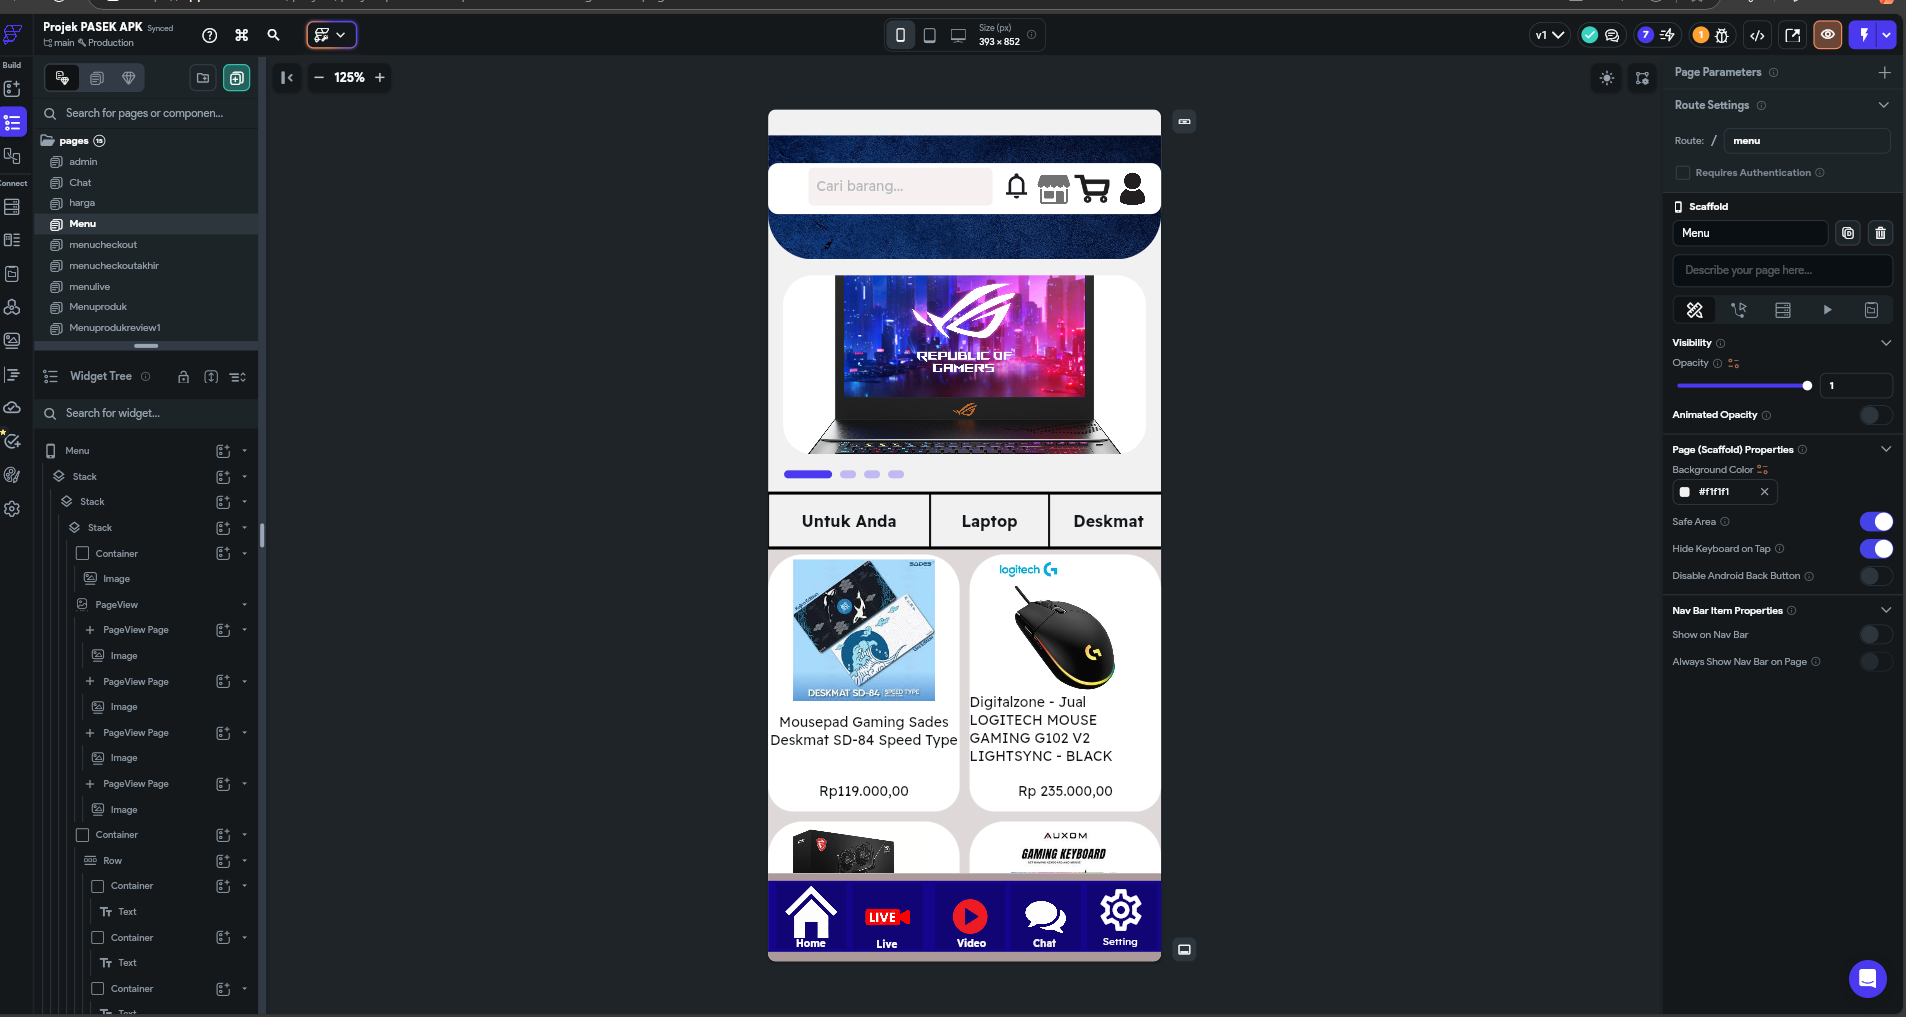 Projek PASEK APK Synced
main Production
Size (px)
393 × 852
v1
7
1
Build
Connect
125%
Search for pages or componen...
pages 15
admin
Chat
harga
Menu
menucheckout
menucheckoutakhir
menulive
Menuproduk
Menuprodukreview1
Widget Tree
Search for widget...
Menu
Stack
Stack
Stack
Container
Image
PageView
PageView Page
Image
PageView Page
Image
PageView Page
Image
PageView Page
Image
Container
Row
Container
Text
Container
Text
Container
Text
Cari barang...
REPUBLIC OF
GAMERS
Untuk Anda
Laptop
Deskmat
SADES
DESKMAT SD-84 SPEED TYPE
Mousepad Gaming Sades
Deskmat SD-84 Speed Type
Rp119.000,00
logitech G
Digitalzone - Jual
LOGITECH MOUSE
GAMING G102 V2
LIGHTSYNC - BLACK
Rp 235.000,00
AUXOM
GAMING KEYBOARD
LIVE
Home
Live
Video
Chat
Setting
Page Parameters
Route Settings
Route: / menu
Requires Authentication
Scaffold
Menu
Describe your page here...
Visibility
Opacity
1
Animated Opacity
Page (Scaffold) Properties
Background Color
#f1f1f1
Safe Area
Hide Keyboard on Tap
Disable Android Back Button
Nav Bar Item Properties
Show on Nav Bar
Always Show Nav Bar on Page